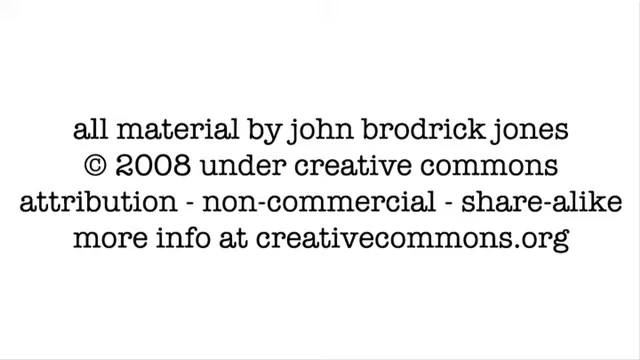 all material by john brodrick jones
© 2008 under creative commons
attribution - non-commercial - share-alike
more info at creativecommons.org